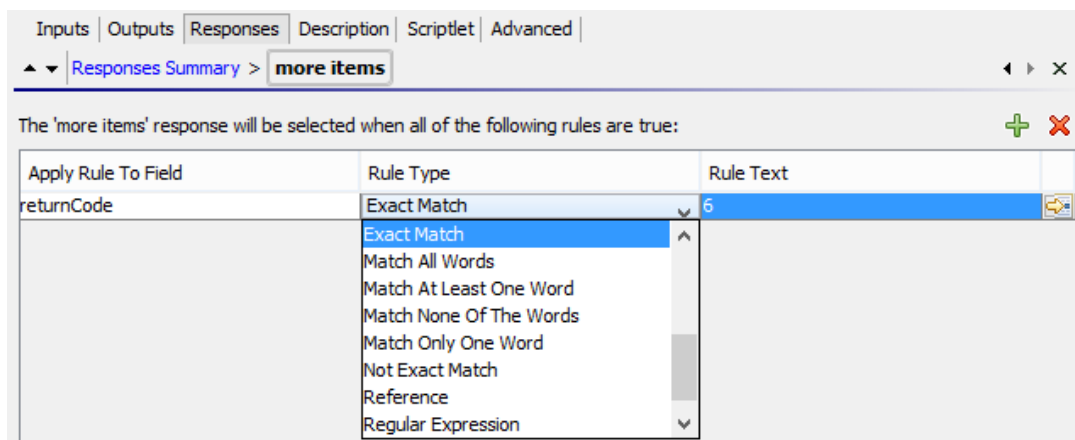 Inputs Outputs Responses Description Scriptlet Advanced
Responses Summary > more items
The 'more items' response will be selected when all of the following rules are true:
Apply Rule To Field Rule Type Rule Text
returnCode Exact Match 6
Exact Match
Match All Words
Match At Least One Word
Match None Of The Words
Match Only One Word
Not Exact Match
Reference
Regular Expression